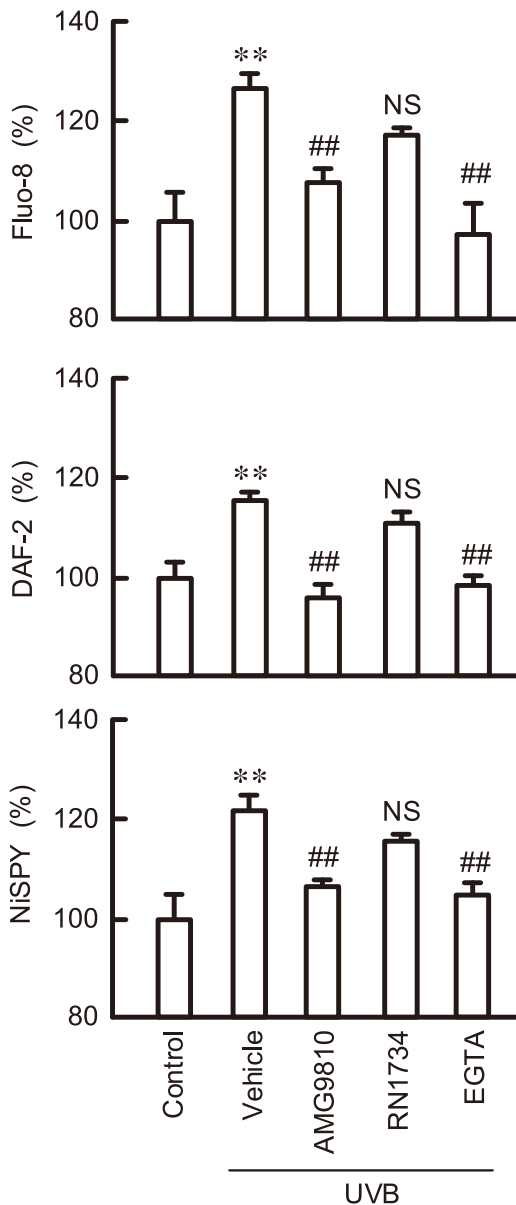 140
**
NS
120
##
##
100
80
Fluo-8 (%)
140
120
**
NS
##
##
100
80
DAF-2 (%)
140
**
NS
120
##
##
100
80
NiSPY (%)
Control
Vehicle
AMG9810
RN1734
EGTA
UVB